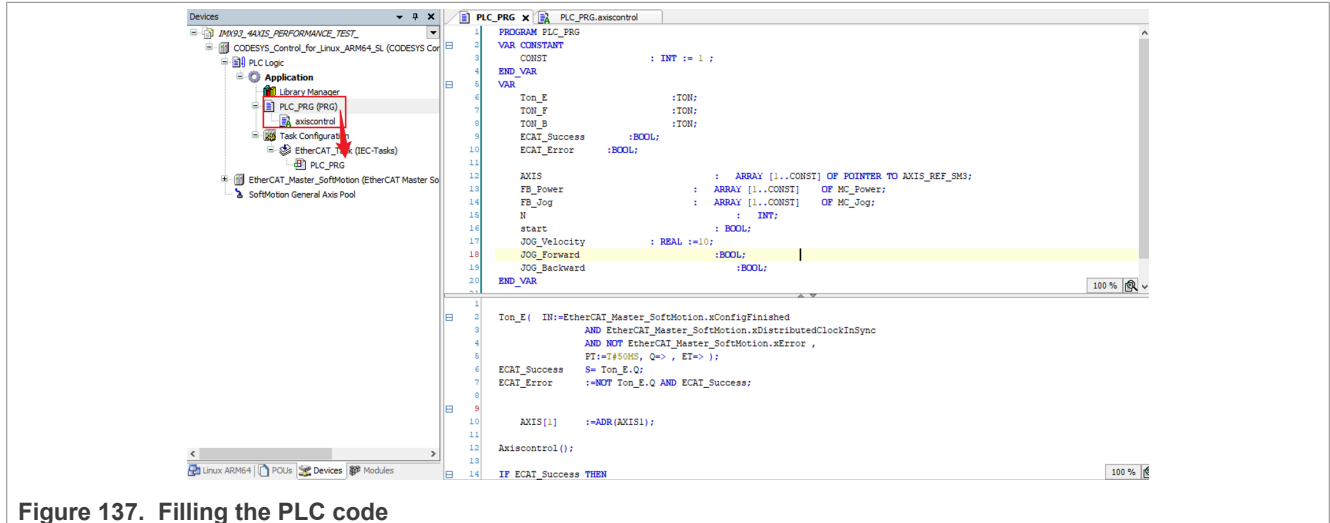 Devices
IMX93_4AXIS_PERFORMANCE_TEST_
CODESYS_Control_for_Linux_ARM64_SL (CODESYS Cor
PLC Logic
Application
Library Manager
PLC_PRG (PRG)
axiscontrol
Task Configuration
EtherCAT_Task (IEC-Tasks)
PLC_PRG
EtherCAT_Master_SoftMotion (EtherCAT Master So
SoftMotion General Axis Pool
Linux ARM64 POUs Devices Modules
PLC_PRG X PLC_PRG.axiscontrol
1 PROGRAM PLC_PRG
2 VAR CONSTANT
3 CONST : INT := 1 ;
4 END_VAR
5 VAR
6 Ton_E :TON;
7 TON_F :TON;
8 TON_B :TON;
9 ECAT_Success :BOOL;
10 ECAT_Error :BOOL;
11
12 AXIS : ARRAY [1..CONST] OF POINTER TO AXIS_REF_SM3;
13 FB_Power : ARRAY [1..CONST] OF MC_Power;
14 FB_Jog : ARRAY [1..CONST] OF MC_Jog;
15 N : INT;
16 start : BOOL;
17 JOG_Velocity : REAL :=10;
18 JOG_Forward :BOOL;
19 JOG_Backward :BOOL;
20 END_VAR
100 %
1
2 Ton_E( IN:=EtherCAT_Master_SoftMotion.xConfigFinished
3 AND EtherCAT_Master_SoftMotion.xDistributedClockInSync
4 AND NOT EtherCAT_Master_SoftMotion.xError ,
5 PT:=T#50MS, Q=> , ET=> );
6 ECAT_Success S= Ton_E.Q;
7 ECAT_Error :=NOT Ton_E.Q AND ECAT_Success;
8
9
10 AXIS[1] :=ADR(AXIS1);
11
12 Axiscontrol();
13
14 IF ECAT_Success THEN
100 %
Figure 137. Filling the PLC code